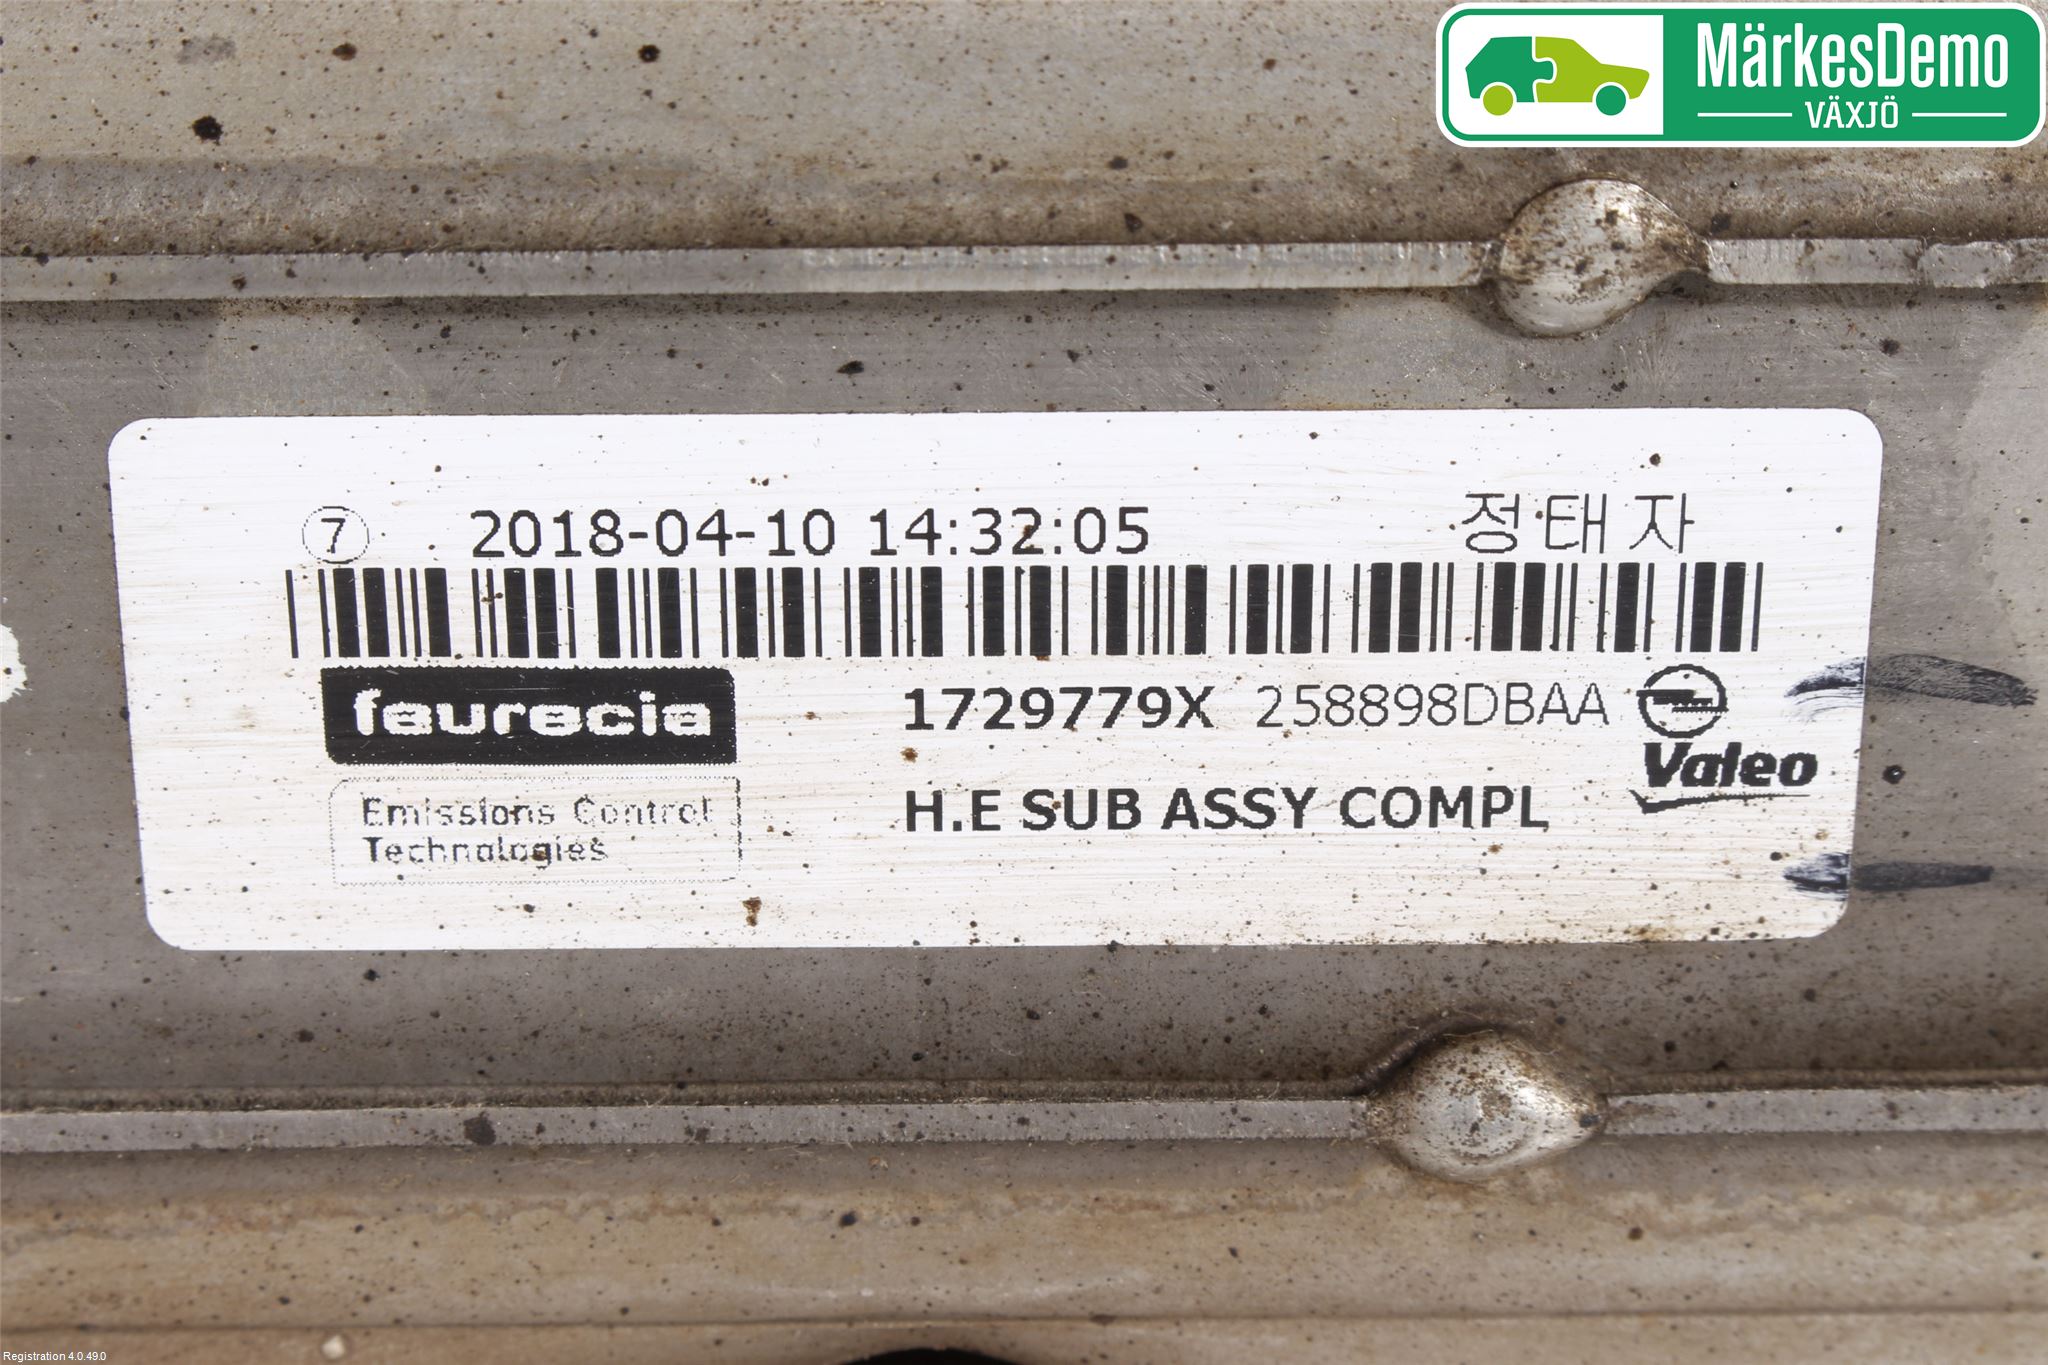 MärkesDemo
VÄXJÖ
⑦ 2018-04-10 14:32:05 정태자
faurecia
1729779X 258898DBAA
Valeo
Emissions Control
Technologies
H.E SUB ASSY COMPL
Registration 4.0.49.0